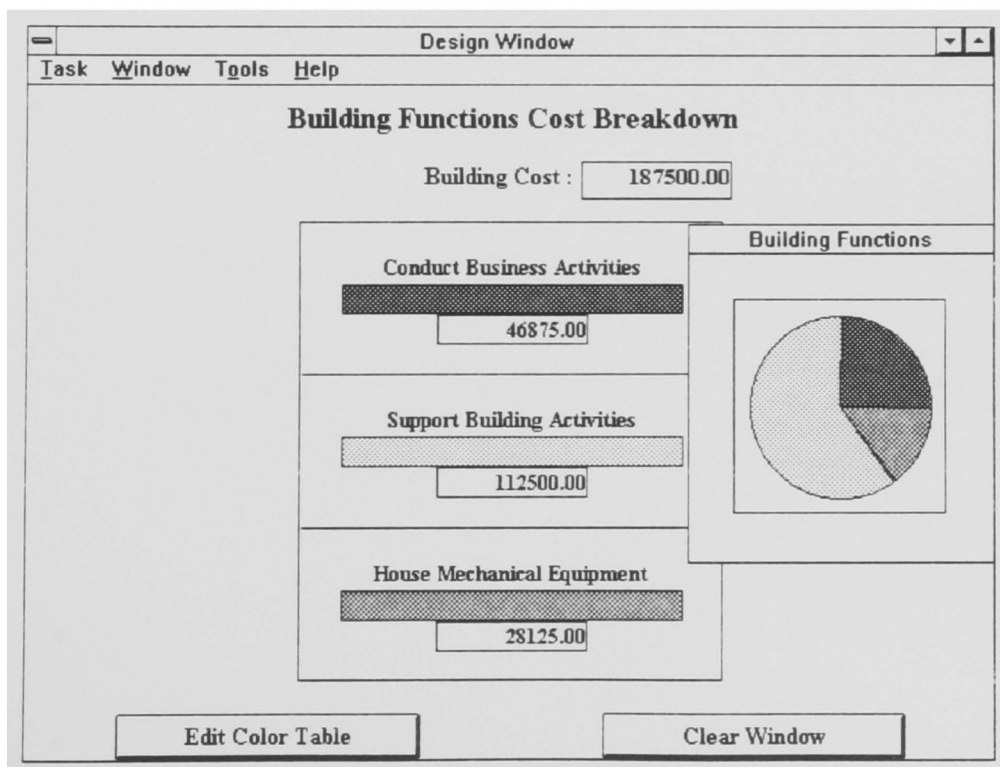 Design Window
Task Window Tools Help
Building Functions Cost Breakdown
Building Cost : 187500.00
Building Functions
Conduct Business Activities
46875.00
Support Building Activities
112500.00
House Mechanical Equipment
28125.00
Edit Color Table
Clear Window